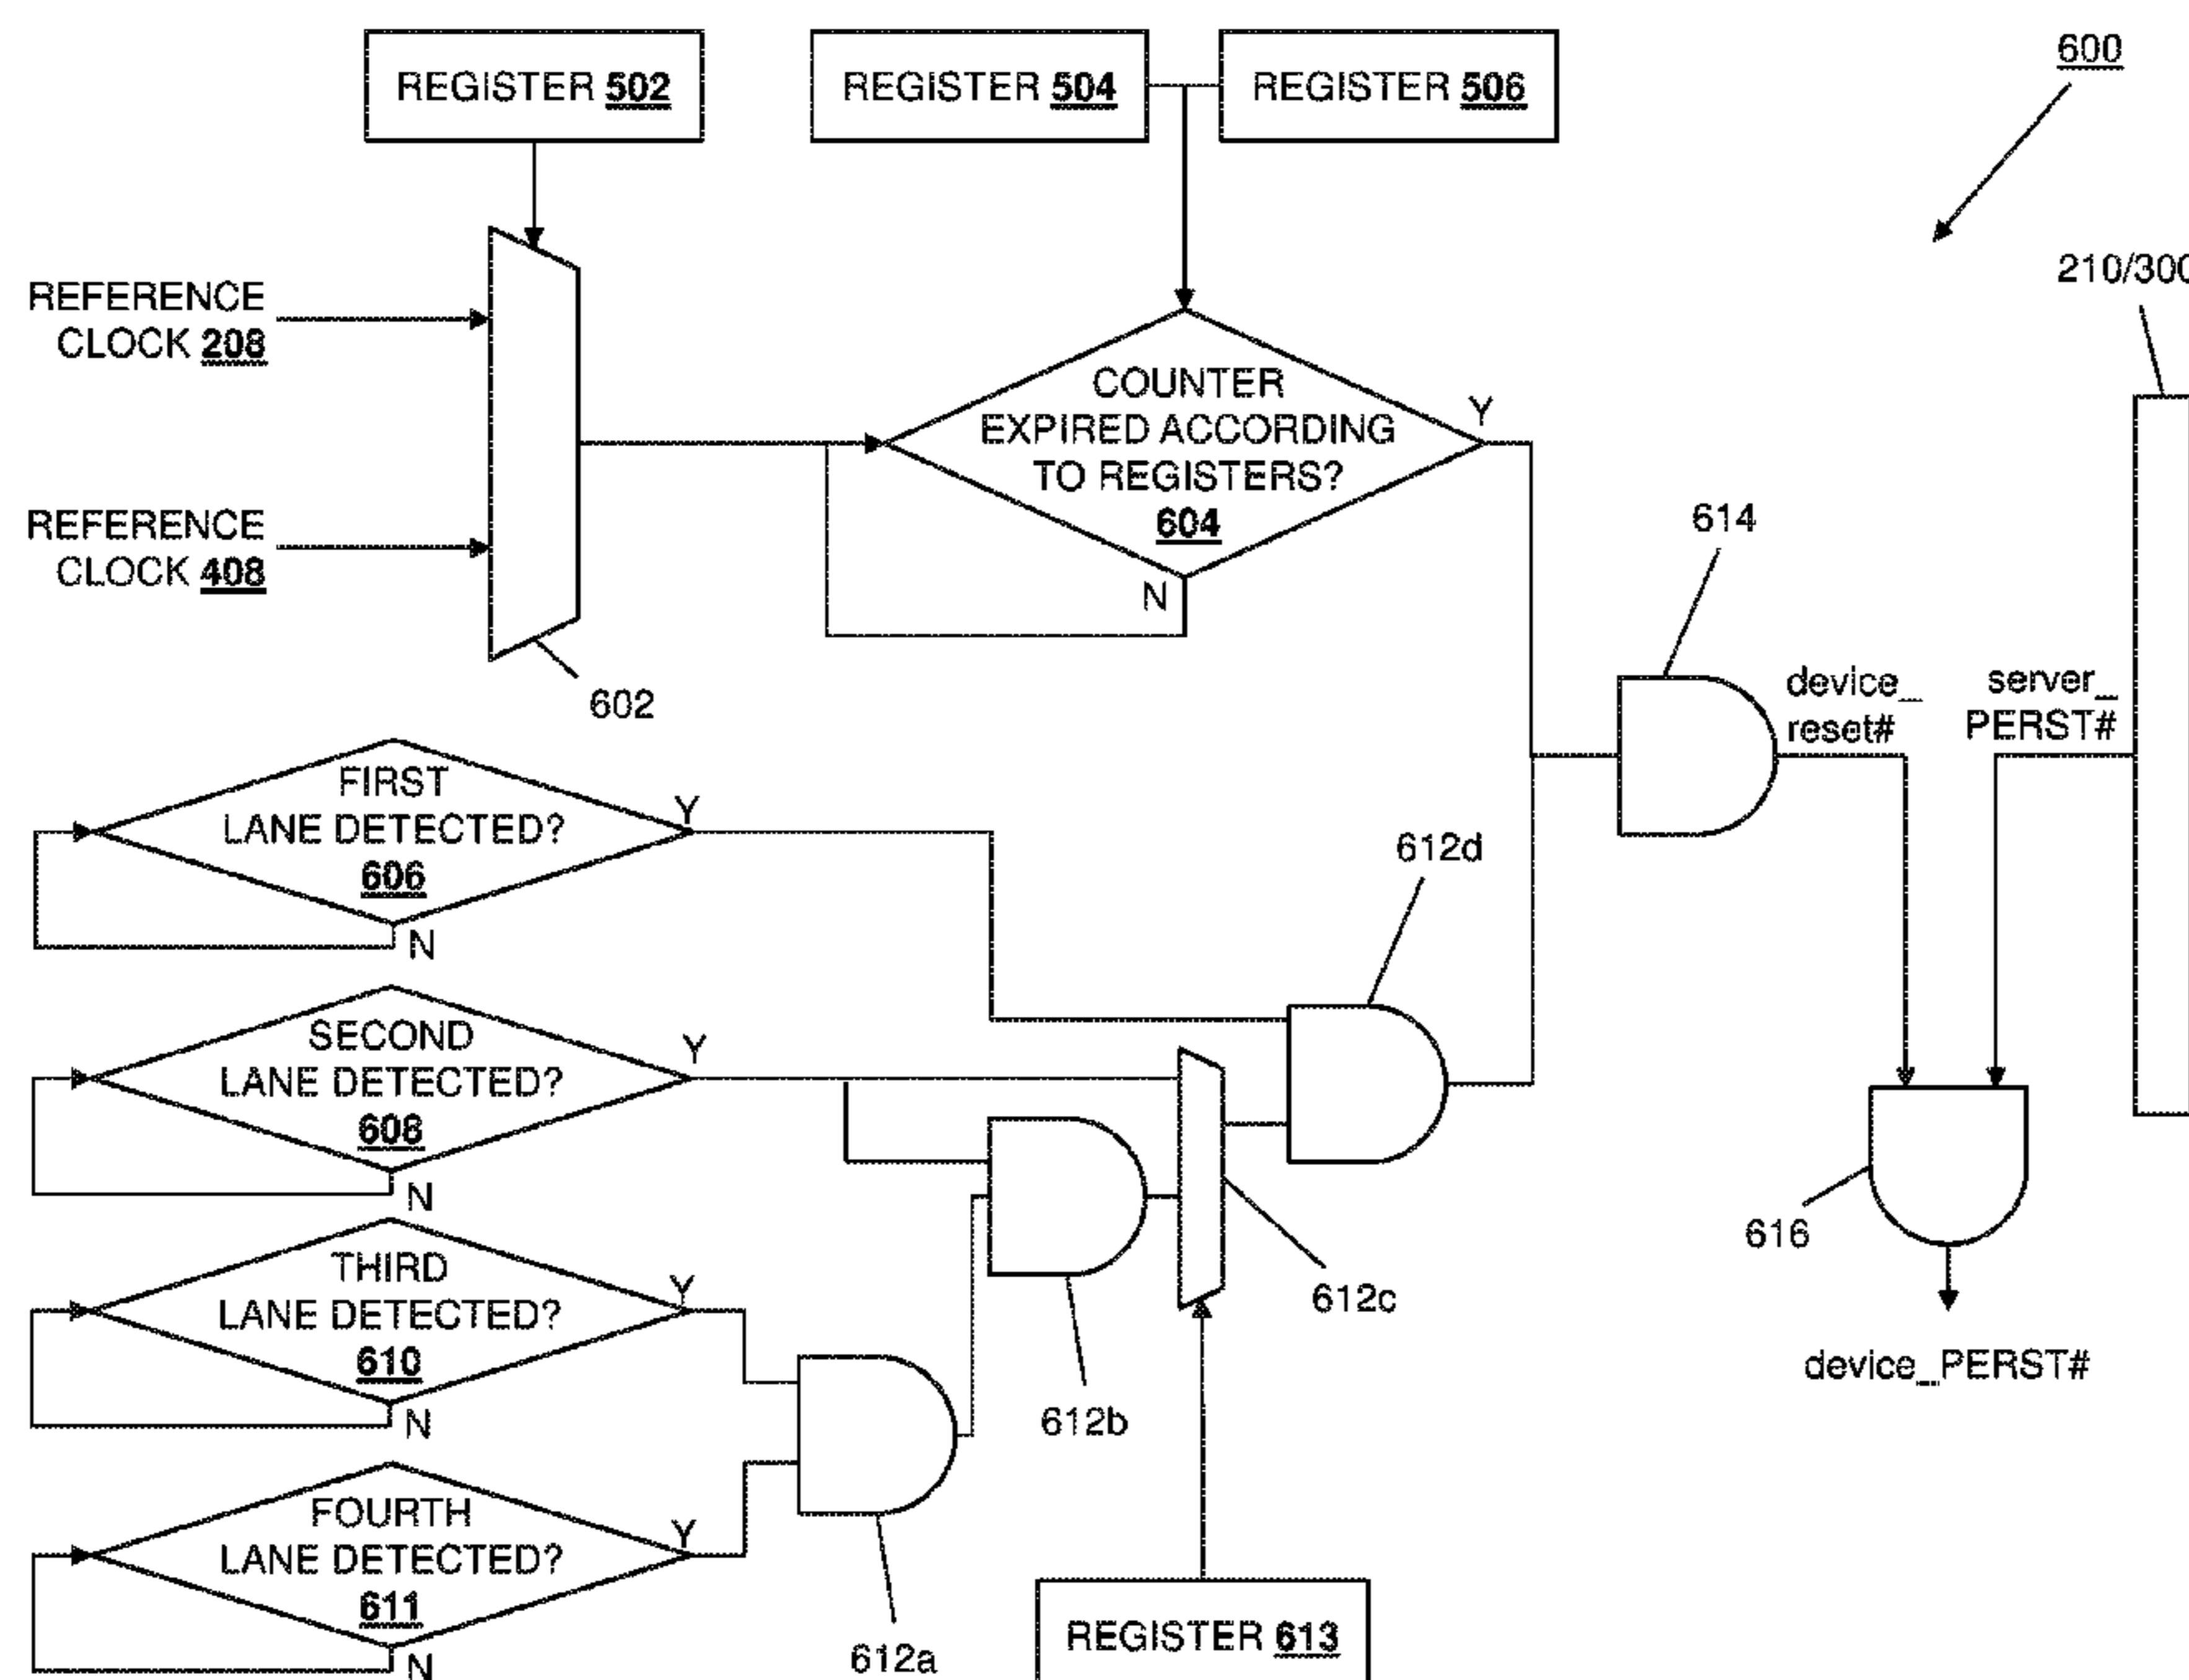 REGISTER 502
REGISTER 504
REGISTER 506
600
210/300
REFERENCE
CLOCK 208
REFERENCE
CLOCK 408
602
COUNTER
EXPIRED ACCORDING
TO REGISTERS?
604
Y
N
614
device_
reset#
server_
PERST#
FIRST
LANE DETECTED?
606
Y
N
612d
SECOND
LANE DETECTED?
608
Y
N
THIRD
LANE DETECTED?
610
Y
N
612b
612c
616
device_PERST#
FOURTH
LANE DETECTED?
611
Y
N
612a
REGISTER 613